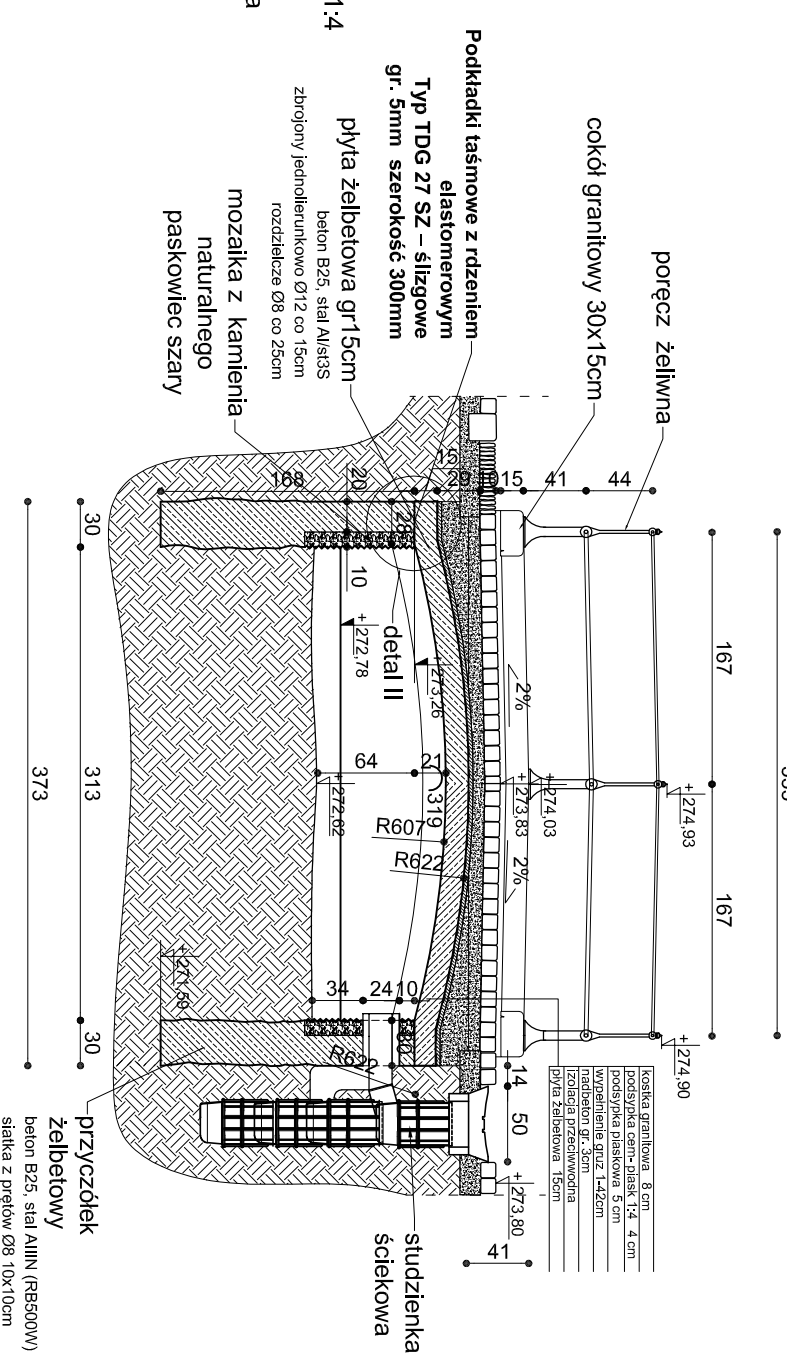 1:4
a
Podkładki taśmowe z rdzeniem
elastomerowym
Typ TDG 27 SZ – ślizgowe
gr. 5mm szerokość 300mm
płyta żelbetowa gr15cm
beton B25, stal AI/st3S
zbrojony jednolierunkowo Ø12 co 15cm
rozdzielcze Ø8 co 25cm
mozaika z kamienia
naturalnego
paskowiec szary
cokół granitowy 30x15cm
poręcz żeliwna
15
168
20
29
10
15
41
44
28
10
detal II
+272,78
+273,26
2%
64
21
319
+272,62
R607
R622
+273,83
+274,03
2%
+274,93
167
167
30
313
30
373
+271,59
34
24
10
30
R622
14
50
+274,90
kostka granitowa 8 cm
podsypka cem- piask 1:4 4 cm
podsypka piaskowa 5 cm
wypełnienie gruz 1-42cm
nadbeton gr. 3cm
izolacja przeciwwodna
płyta żelbetowa 15cm
+273,80
41
studzienka
ściekowa
przyczółek
żelbetowy
beton B25, stal AIIIN (RB500W)
siatka z prętów Ø8 10x10cm